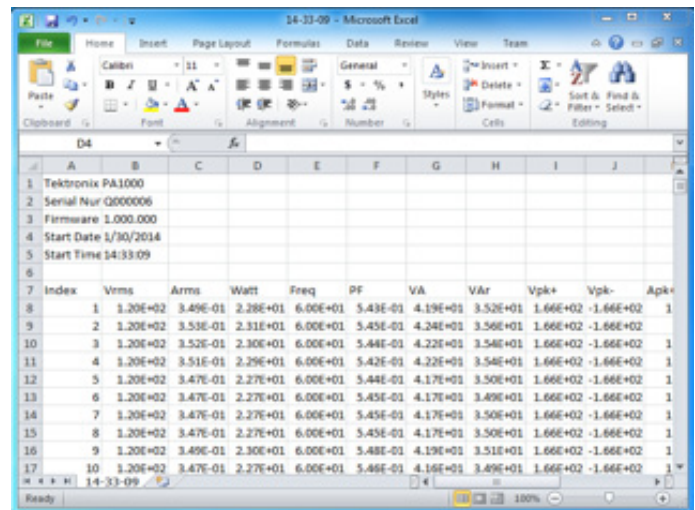 14-33-09 - Microsoft Excel
File Home Insert Page Layout Formulas Data Review View Team
Calibri 11 General Insert Σ
B I U A A $ % , Delete
Paste A Styles Format Sort & Filter Find & Select
Clipboard Font Alignment Number Cells Editing
D4 fx
A B C D E F G H I J
1 Tektronix PA1000
2 Serial Nur Q000006
3 Firmware 1.000.000
4 Start Date 1/30/2014
5 Start Time 14:33:09
6
7 Index Vrms Arms Watt Freq PF VA VAr Vpk+ Vpk- Apk+
8 1 1.20E+02 3.49E-01 2.28E+01 6.00E+01 5.43E-01 4.19E+01 3.52E+01 1.66E+02 -1.66E+02 1
9 2 1.20E+02 3.53E-01 2.31E+01 6.00E+01 5.45E-01 4.24E+01 3.56E+01 1.66E+02 -1.66E+02
10 3 1.20E+02 3.52E-01 2.30E+01 6.00E+01 5.44E-01 4.22E+01 3.54E+01 1.66E+02 -1.66E+02 1
11 4 1.20E+02 3.51E-01 2.29E+01 6.00E+01 5.42E-01 4.22E+01 3.54E+01 1.66E+02 -1.66E+02 1
12 5 1.20E+02 3.47E-01 2.27E+01 6.00E+01 5.44E-01 4.17E+01 3.50E+01 1.66E+02 -1.66E+02 1
13 6 1.20E+02 3.47E-01 2.27E+01 6.00E+01 5.45E-01 4.17E+01 3.49E+01 1.66E+02 -1.66E+02 1
14 7 1.20E+02 3.47E-01 2.27E+01 6.00E+01 5.45E-01 4.17E+01 3.50E+01 1.66E+02 -1.66E+02 1
15 8 1.20E+02 3.47E-01 2.27E+01 6.00E+01 5.45E-01 4.17E+01 3.50E+01 1.66E+02 -1.66E+02 1
16 9 1.20E+02 3.49E-01 2.30E+01 6.00E+01 5.48E-01 4.19E+01 3.51E+01 1.66E+02 -1.66E+02 1
17 10 1.20E+02 3.47E-01 2.27E+01 6.00E+01 5.46E-01 4.16E+01 3.49E+01 1.66E+02 -1.66E+02 1
14-33-09
Ready 100%